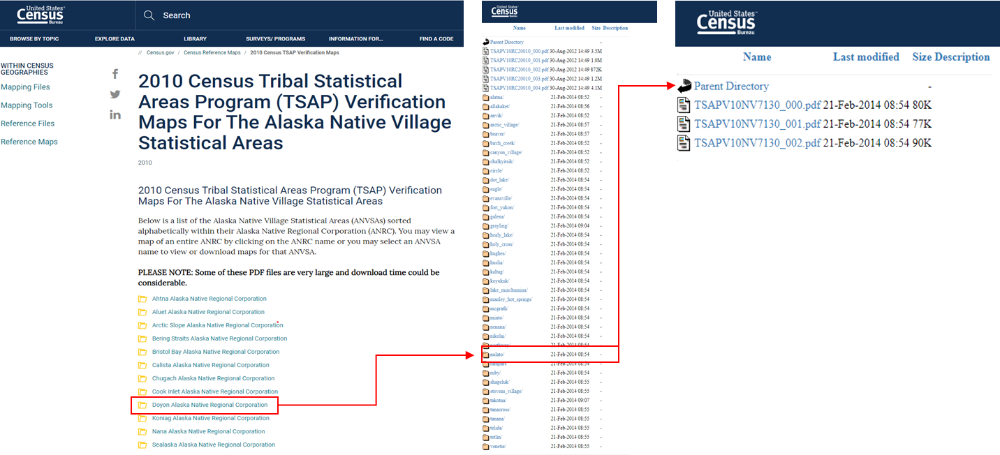 United States®
Census
Bureau
Search
BROWSE BY TOPIC
EXPLORE DATA
LIBRARY
SURVEYS/ PROGRAMS
INFORMATION FOR...
FIND A CODE
// Census.gov / Census Reference Maps / 2010 Census TSAP Verification Maps
WITHIN CENSUS
GEOGRAPHIES
Mapping Files
Mapping Tools
Reference Files
Reference Maps
2010 Census Tribal Statistical
Areas Program (TSAP) Verification
Maps For The Alaska Native Village
Statistical Areas
2010
2010 Census Tribal Statistical Areas Program (TSAP) Verification
Maps For The Alaska Native Village Statistical Areas
Below is a list of the Alaska Native Village Statistical Areas (ANVSAs) sorted
alphabetically within their Alaska Native Regional Corporation (ANRC). You may view a
map of an entire ANRC by clicking on the ANRC name or you may select an ANVSA
name to view or download maps for that ANVSA.
PLEASE NOTE: Some of these PDF files are very large and download time could be
considerable.
Ahtna Alaska Native Regional Corporation
Aluet Alaska Native Regional Corporation
Arctic Slope Alaska Native Regional Corporation
Bering Straits Alaska Native Regional Corporation
Bristol Bay Alaska Native Regional Corporation
Calista Alaska Native Regional Corporation
Chugach Alaska Native Regional Corporation
Cook Inlet Alaska Native Regional Corporation
Doyon Alaska Native Regional Corporation
Koniag Alaska Native Regional Corporation
Nana Alaska Native Regional Corporation
Sealaska Alaska Native Regional Corporation
United States®
Census
Bureau
Name Last modified Size Description
Parent Directory -
TSAPV10RC20010_000.pdf 30-Aug-2012 14:49 3.5M
TSAPV10RC20010_001.pdf 30-Aug-2012 14:49 1.0M
TSAPV10RC20010_002.pdf 30-Aug-2012 14:49 872K
TSAPV10RC20010_003.pdf 30-Aug-2012 14:49 1.2M
TSAPV10RC20010_004.pdf 30-Aug-2012 14:49 4.1M
alatna/ 21-Feb-2014 08:52 -
allakaket/ 21-Feb-2014 08:56 -
anvik/ 21-Feb-2014 08:52 -
arctic_village/ 21-Feb-2014 08:57 -
beaver/ 21-Feb-2014 08:57 -
birch_creek/ 21-Feb-2014 08:52 -
canyon_village/ 21-Feb-2014 08:52 -
chalkyitsik/ 21-Feb-2014 08:52 -
circle/ 21-Feb-2014 08:52 -
dot_lake/ 21-Feb-2014 08:54 -
eagle/ 21-Feb-2014 08:54 -
evansville/ 21-Feb-2014 08:54 -
fort_yukon/ 21-Feb-2014 08:54 -
galena/ 21-Feb-2014 08:54 -
grayling/ 21-Feb-2014 09:04 -
healy_lake/ 21-Feb-2014 08:54 -
holy_cross/ 21-Feb-2014 08:54 -
hughes/ 21-Feb-2014 08:54 -
huslia/ 21-Feb-2014 08:54 -
kaltag/ 21-Feb-2014 08:54 -
koyukuk/ 21-Feb-2014 08:54 -
lake_minchumina/ 21-Feb-2014 08:54 -
manley_hot_springs/ 21-Feb-2014 08:54 -
mcgrath/ 21-Feb-2014 08:54 -
minto/ 21-Feb-2014 08:54 -
nenana/ 21-Feb-2014 08:54 -
nikolai/ 21-Feb-2014 08:54 -
northway/ 21-Feb-2014 08:54 -
nulato/ 21-Feb-2014 08:54 -
rampart/ 21-Feb-2014 08:54 -
ruby/ 21-Feb-2014 08:54 -
shageluk/ 21-Feb-2014 08:55 -
stevens_village/ 21-Feb-2014 08:55 -
takotna/ 21-Feb-2014 09:07 -
tanacross/ 21-Feb-2014 08:55 -
tanana/ 21-Feb-2014 08:55 -
telida/ 21-Feb-2014 08:55 -
tetlin/ 21-Feb-2014 08:55 -
venetie/ 21-Feb-2014 08:55 -
United States®
Census
Bureau
Name Last modified Size Description
Parent Directory -
TSAPV10NV7130_000.pdf 21-Feb-2014 08:54 80K
TSAPV10NV7130_001.pdf 21-Feb-2014 08:54 77K
TSAPV10NV7130_002.pdf 21-Feb-2014 08:54 90K